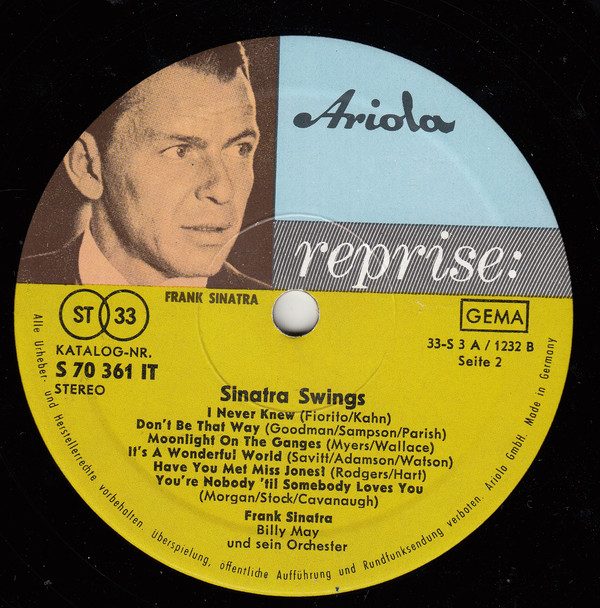 Ariola
reprise:
FRANK SINATRA
ST 33
GEMA
KATALOG-NR.
S 70 361 IT
STEREO
33-S 3 A / 1232 B
Seite 2
Sinatra Swings
I Never Knew (Fiorito/Kahn)
Don't Be That Way (Goodman/Sampson/Parish)
Moonlight On The Ganges (Myers/Wallace)
It's A Wonderful World (Savitt/Adamson/Watson)
Have You Met Miss Jones! (Rodgers/Hart)
You're Nobody 'til Somebody Loves You
(Morgan/Stock/Cavanaugh)
Frank Sinatra
Billy May
und sein Orchester
Alle Urheber- und Herstellerrechte vorbehalten. Überspielung, öffentliche Aufführung und Rundfunksendung verboten. Ariola GmbH. Made in Germany